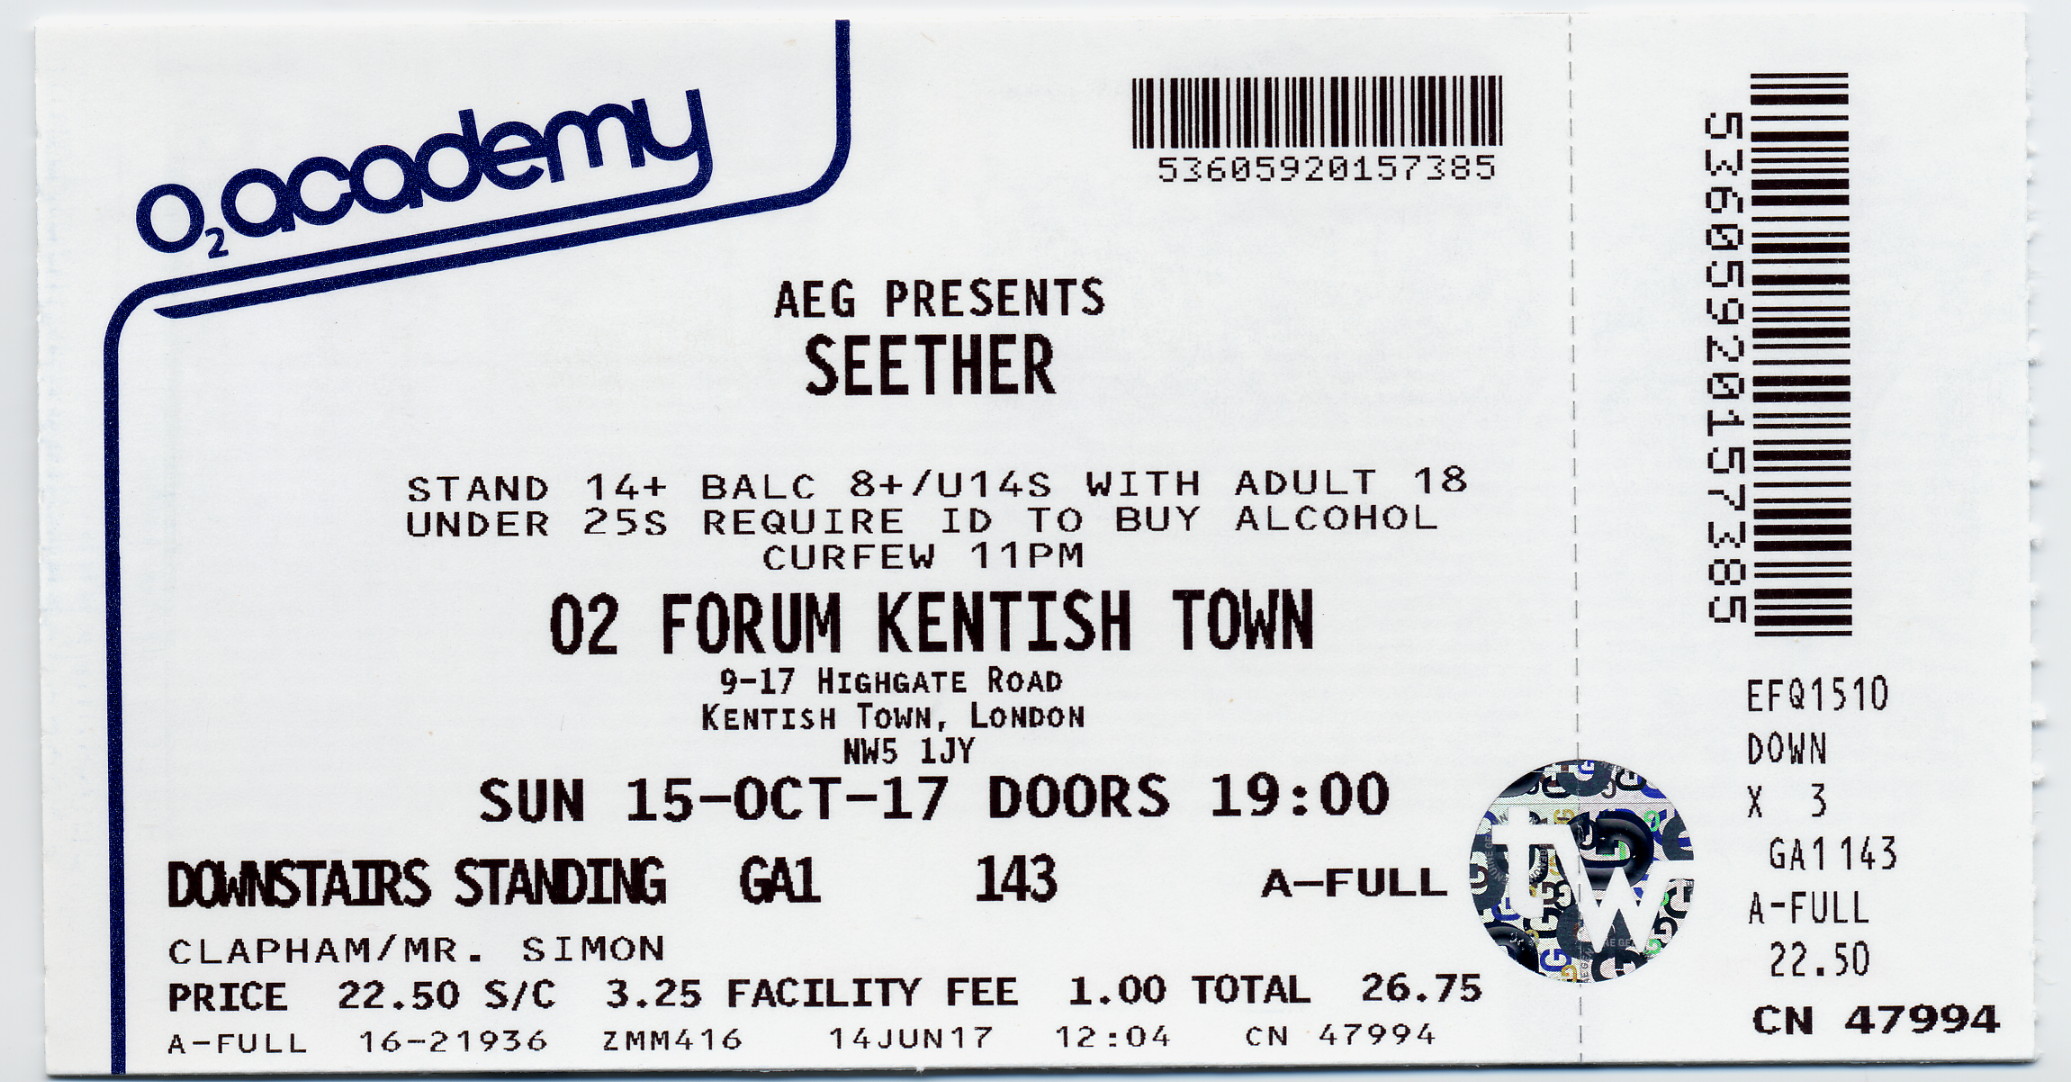 O2 academy
53605920157385
AEG PRESENTS
SEETHER
STAND 14+ BALC 8+/U14S WITH ADULT 18
UNDER 25S REQUIRE ID TO BUY ALCOHOL
CURFEW 11PM
O2 FORUM KENTISH TOWN
9-17 HIGHGATE ROAD
KENTISH TOWN, LONDON
NW5 1JY
SUN 15-OCT-17 DOORS 19:00
DOWNSTAIRS STANDING GA1 143 A-FULL
CLAPHAM/MR. SIMON
PRICE 22.50 S/C 3.25 FACILITY FEE 1.00 TOTAL 26.75
A-FULL 16-21936 ZMM416 14JUN17 12:04 CN 47994
tw
53605920157385
EFQ1510
DOWN
X 3
GA1 143
A-FULL
22.50
CN 47994